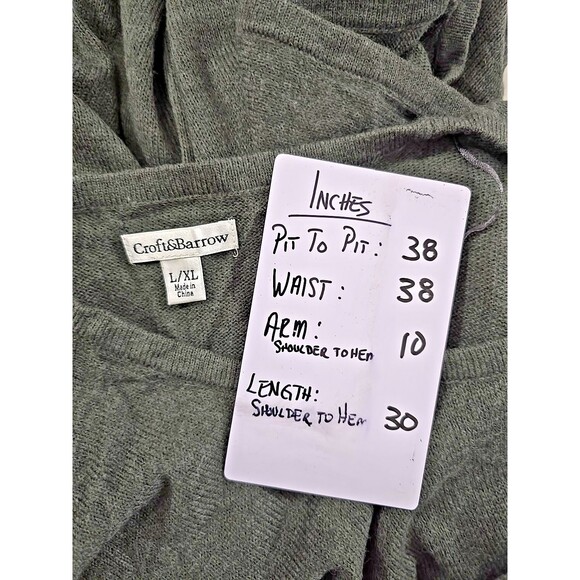 Croft&Barrow
L/XL
Made in
China
INCHES
PIT TO PIT: 38
WAIST: 38
ARM: 10
SHOULDER TO HEM
LENGTH:
SHOULDER TO HEM 30